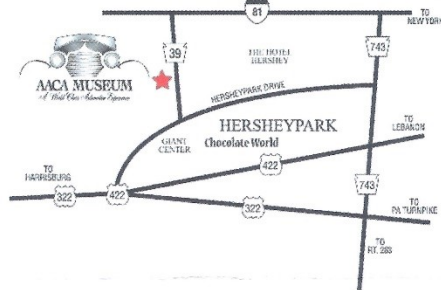 81
TO
NEW YORK
39
743
THE HOTEL
HERSHEY
AACA MUSEUM
A World Class Automotive Experience
HERSHEYPARK DRIVE
HERSHEYPARK
GIANT
CENTER
Chocolate World
TO
LEBANON
422
TO
HARRISBURG
322
422
743
322
TO
PA TURNPIKE
TO
RT. 283